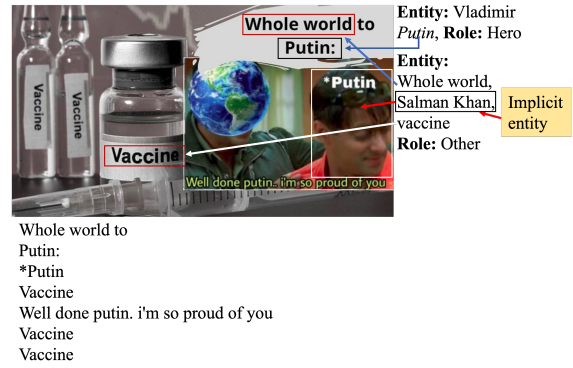 Whole world to
Putin:
*Putin
Vaccine
Vaccine
Vaccine
Well done putin.. i'm so proud of you
Entity: Vladimir
Putin, Role: Hero
Entity:
Whole world,
Salman Khan,
vaccine
Role: Other
Implicit
entity
Whole world to
Putin:
*Putin
Vaccine
Well done putin. i'm so proud of you
Vaccine
Vaccine